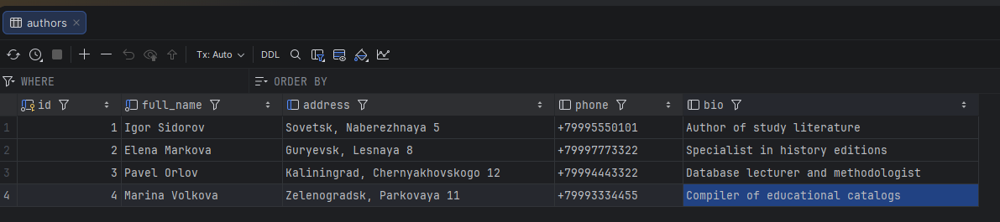 authors
Tx: Auto DDL
WHERE ORDER BY
id full_name address phone bio
1 1 Igor Sidorov Sovetsk, Naberezhnaya 5 +79995550101 Author of study literature
2 2 Elena Markova Guryevsk, Lesnaya 8 +79997773322 Specialist in history editions
3 3 Pavel Orlov Kaliningrad, Chernyakhovskogo 12 +79994443322 Database lecturer and methodologist
4 4 Marina Volkova Zelenogradsk, Parkovaya 11 +79993334455 Compiler of educational catalogs